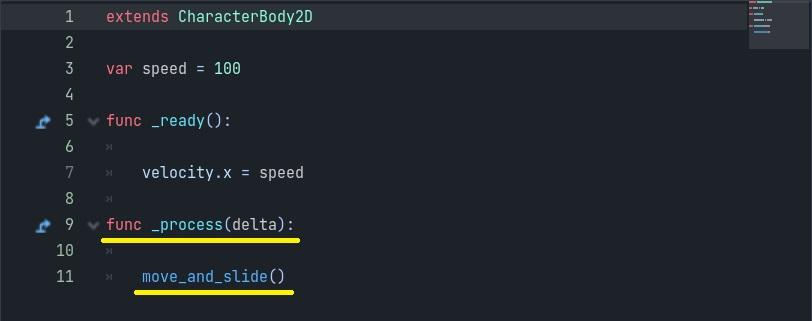 1 extends CharacterBody2D
2
3 var speed = 100
4
5 func _ready():
6
7 velocity.x = speed
8
9 func _process(delta):
10
11 move_and_slide()